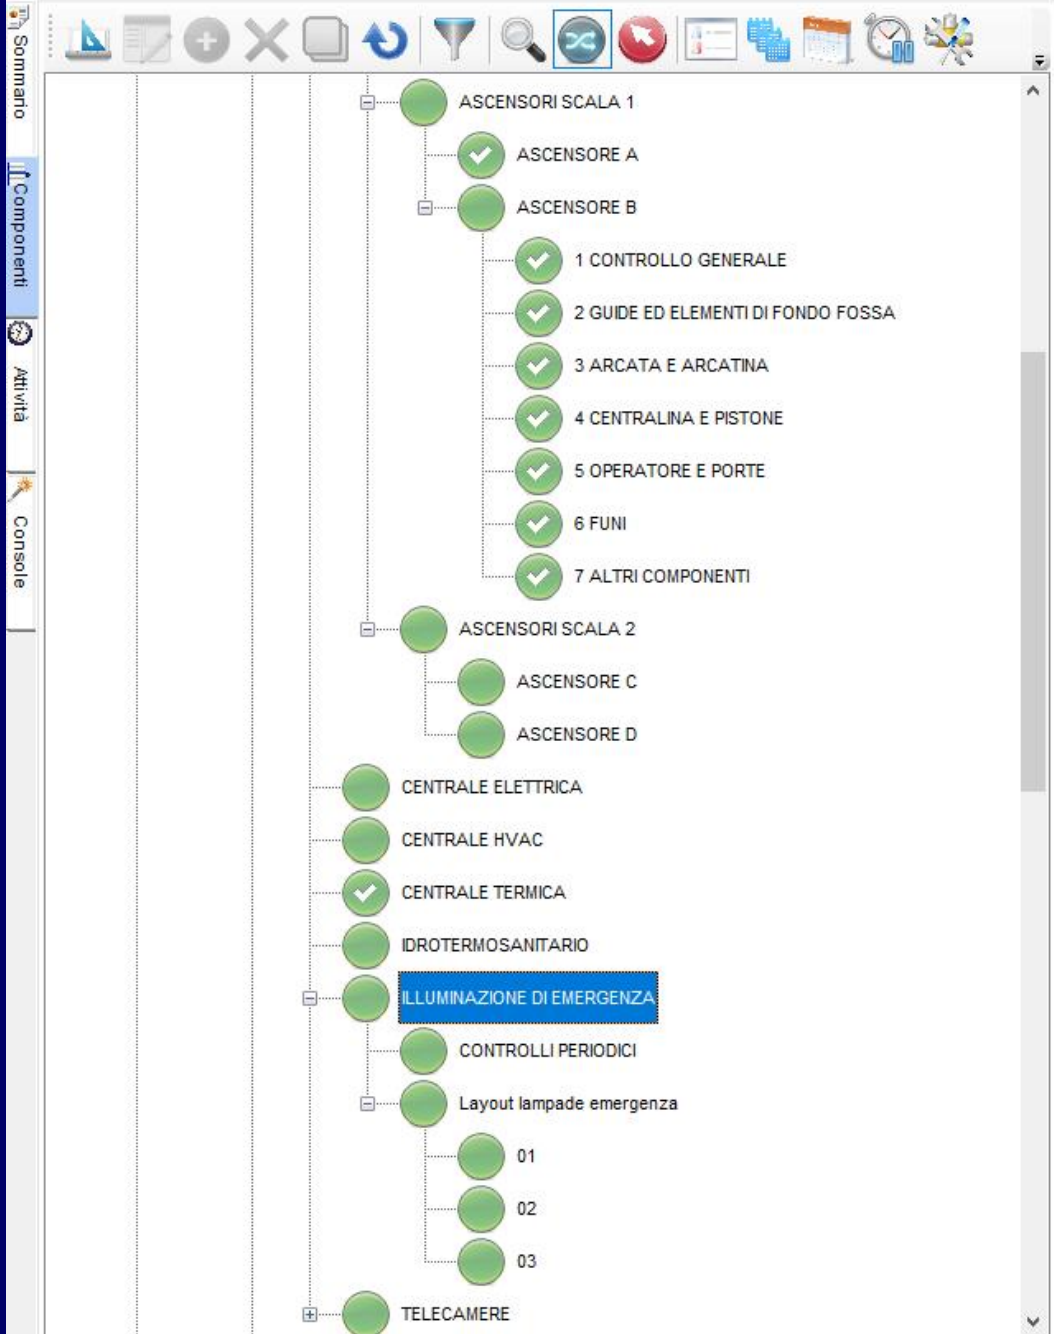 Sommario
Componenti
Attività
Console
ASCENSORI SCALA 1
ASCENSORE A
ASCENSORE B
1 CONTROLLO GENERALE
2 GUIDE ED ELEMENTI DI FONDO FOSSA
3 ARCATA E ARCATINA
4 CENTRALINA E PISTONE
5 OPERATORE E PORTE
6 FUNI
7 ALTRI COMPONENTI
ASCENSORI SCALA 2
ASCENSORE C
ASCENSORE D
CENTRALE ELETTRICA
CENTRALE HVAC
CENTRALE TERMICA
IDROTERMOSANITARIO
ILLUMINAZIONE DI EMERGENZA
CONTROLLI PERIODICI
Layout lampade emergenza
01
02
03
TELECAMERE